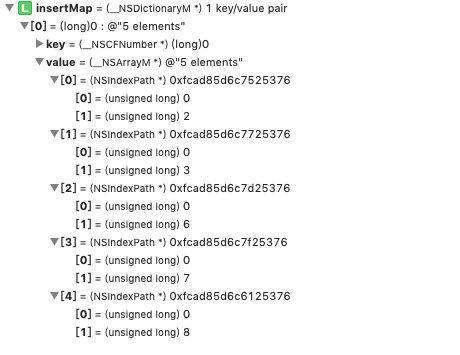 L insertMap = (__NSDictionaryM *) 1 key/value pair
[0] = (long)0 : @"5 elements"
key = (__NSCFNumber *) (long)0
value = (__NSArrayM *) @"5 elements"
[0] = (NSIndexPath *) 0xfcad85d6c7525376
[0] = (unsigned long) 0
[1] = (unsigned long) 2
[1] = (NSIndexPath *) 0xfcad85d6c7725376
[0] = (unsigned long) 0
[1] = (unsigned long) 3
[2] = (NSIndexPath *) 0xfcad85d6c7d25376
[0] = (unsigned long) 0
[1] = (unsigned long) 6
[3] = (NSIndexPath *) 0xfcad85d6c7f25376
[0] = (unsigned long) 0
[1] = (unsigned long) 7
[4] = (NSIndexPath *) 0xfcad85d6c6125376
[0] = (unsigned long) 0
[1] = (unsigned long) 8